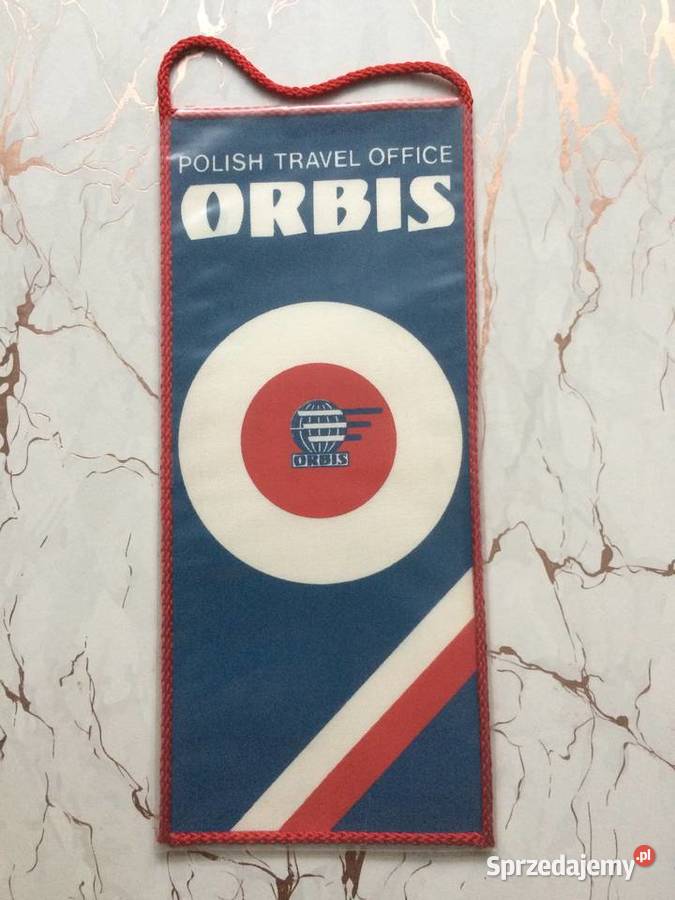 POLISH TRAVEL OFFICE
ORBIS
ORBIS
Sprzedajemy.pl